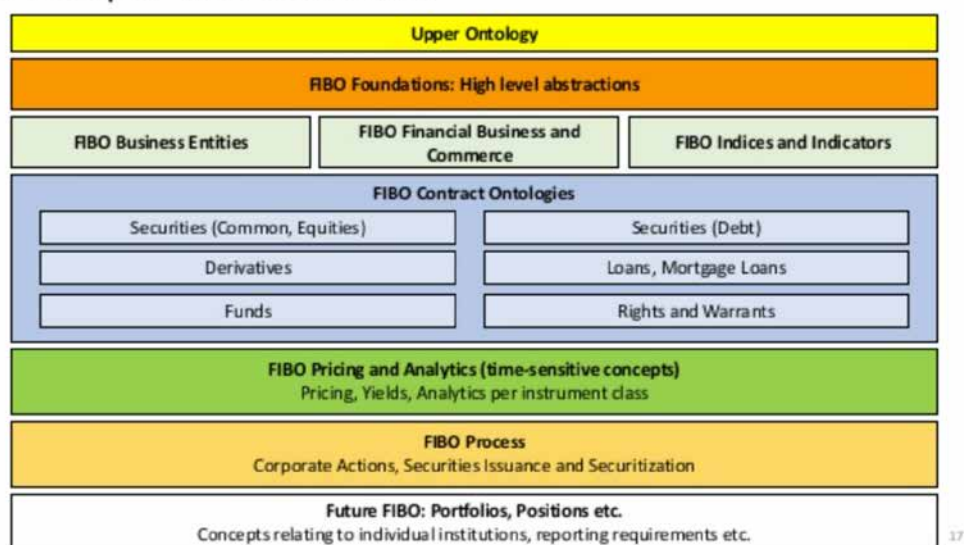 Upper Ontology
FIBO Foundations: High level abstractions
FIBO Business Entities
FIBO Financial Business and
Commerce
FIBO Indices and Indicators
FIBO Contract Ontologies
Securities (Common, Equities)
Securities (Debt)
Derivatives
Loans, Mortgage Loans
Funds
Rights and Warrants
FIBO Pricing and Analytics (time-sensitive concepts)
Pricing, Yields, Analytics per instrument class
FIBO Process
Corporate Actions, Securities Issuance and Securitization
Future FIBO: Portfolios, Positions etc.
Concepts relating to individual institutions, reporting requirements etc.
17